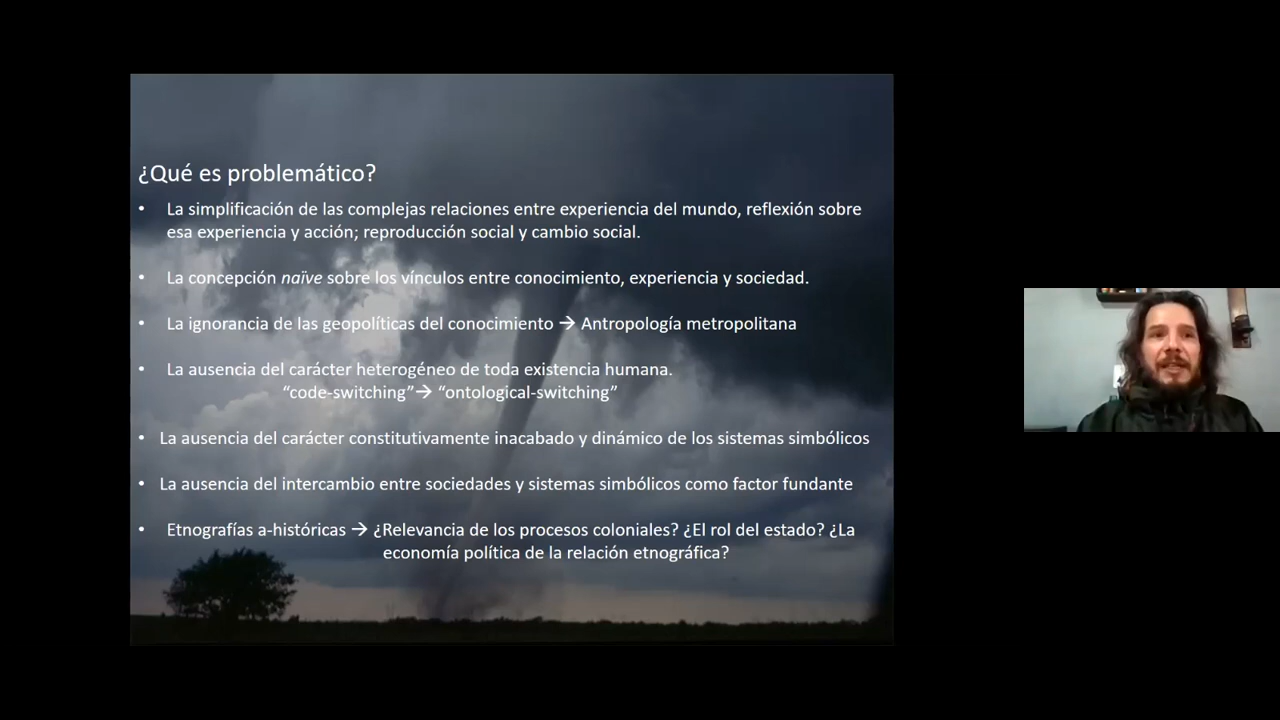 ¿Qué es problemático?
• La simplificación de las complejas relaciones entre experiencia del mundo, reflexión sobre
esa experiencia y acción; reproducción social y cambio social.
• La concepción naïve sobre los vínculos entre conocimiento, experiencia y sociedad.
• La ignorancia de las geopolíticas del conocimiento → Antropología metropolitana
• La ausencia del carácter heterogéneo de toda existencia humana.
“code-switching”→ “ontological-switching”
• La ausencia del carácter constitutivamente inacabado y dinámico de los sistemas simbólicos
• La ausencia del intercambio entre sociedades y sistemas simbólicos como factor fundante
• Etnografías a-históricas → ¿Relevancia de los procesos coloniales? ¿El rol del estado? ¿La
economía política de la relación etnográfica?